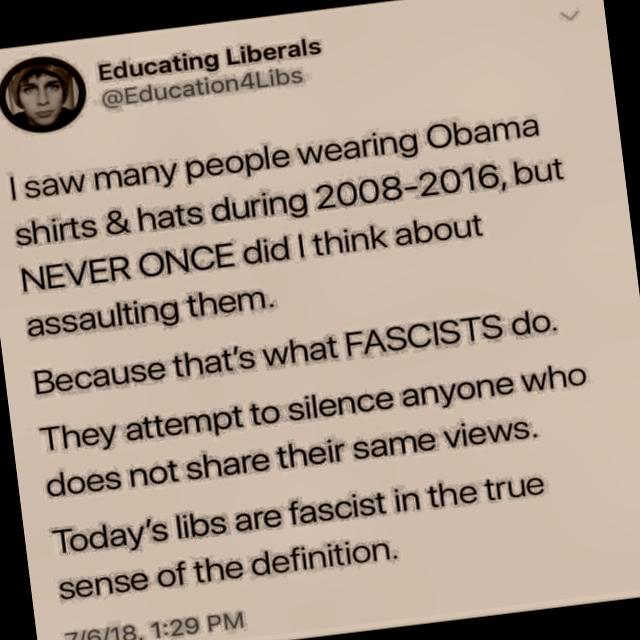 Educating Liberals
@Education4Libs
I saw many people wearing Obama
shirts & hats during 2008-2016, but
NEVER ONCE did I think about
assaulting them.
Because that's what FASCISTS do.
They attempt to silence anyone who
does not share their same views.
Today's libs are fascist in the true
sense of the definition.
7/6/18, 1:29 PM